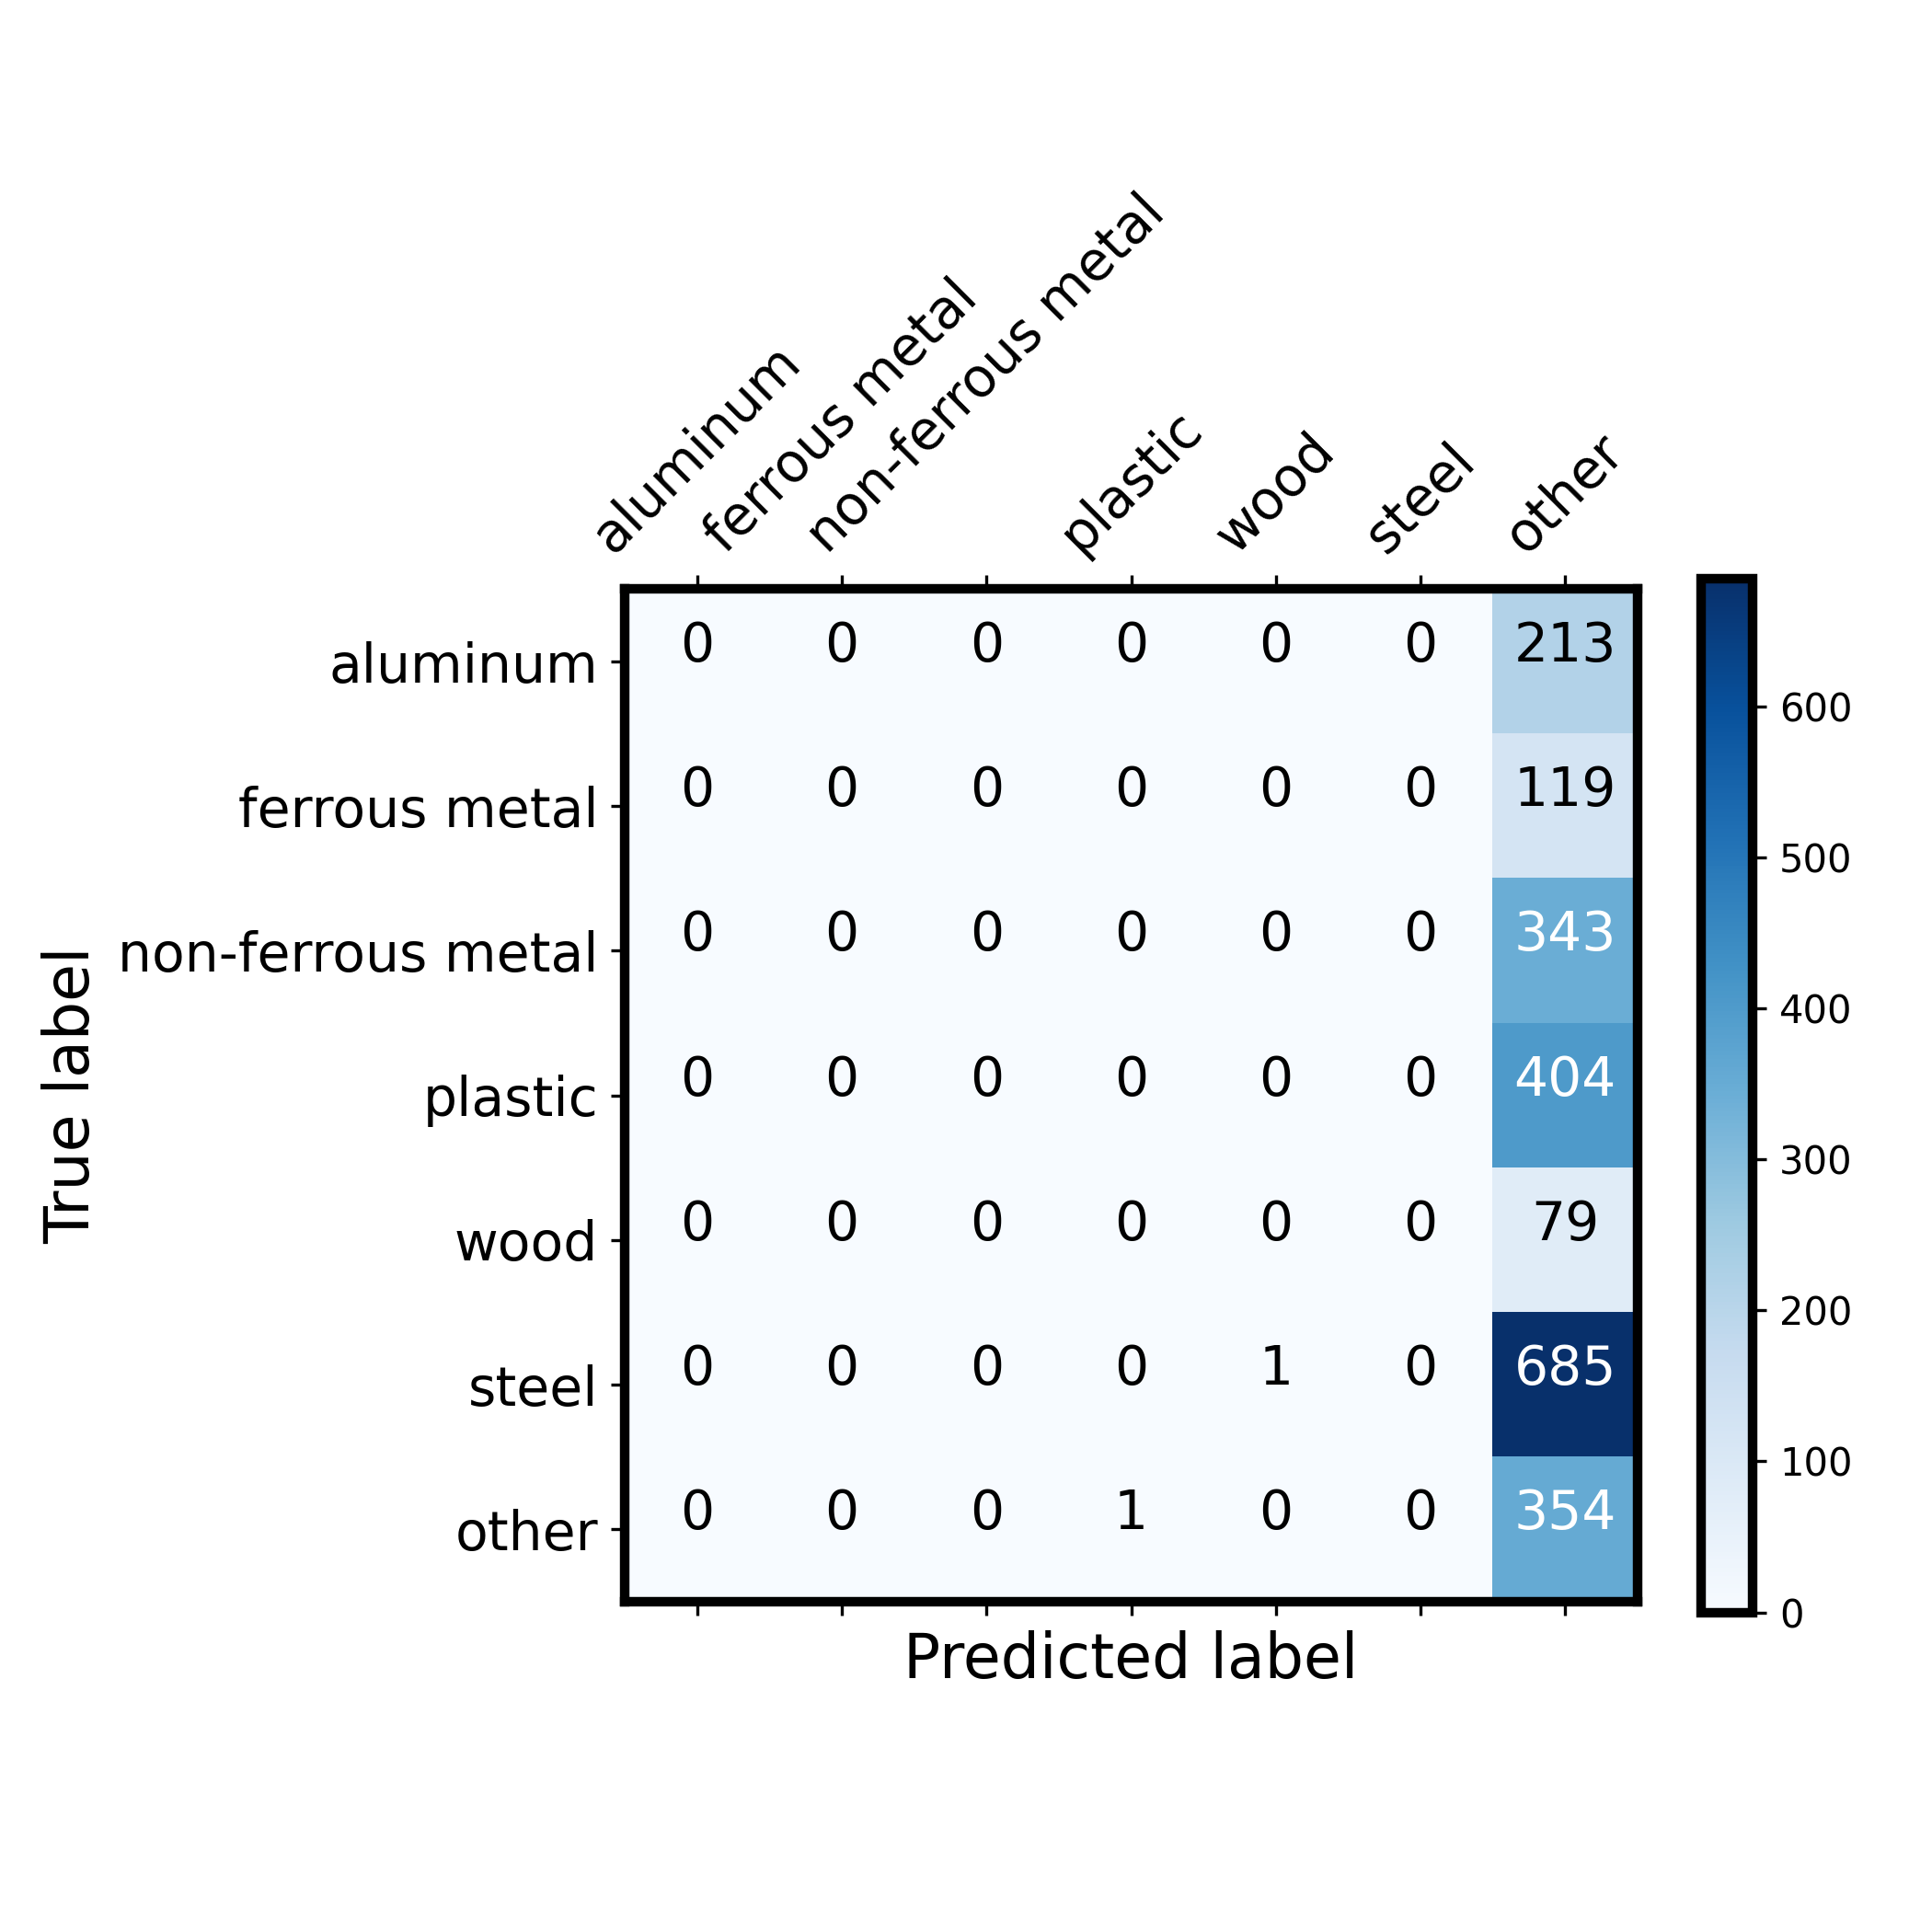 aluminum
ferrous metal
non-ferrous metal
plastic
wood
steel
other
True label
aluminum 0 0 0 0 0 0 213
ferrous metal 0 0 0 0 0 0 119
non-ferrous metal 0 0 0 0 0 0 343
plastic 0 0 0 0 0 0 404
wood 0 0 0 0 0 0 79
steel 0 0 0 0 1 0 685
other 0 0 0 1 0 0 354
Predicted label
600
500
400
300
200
100
0